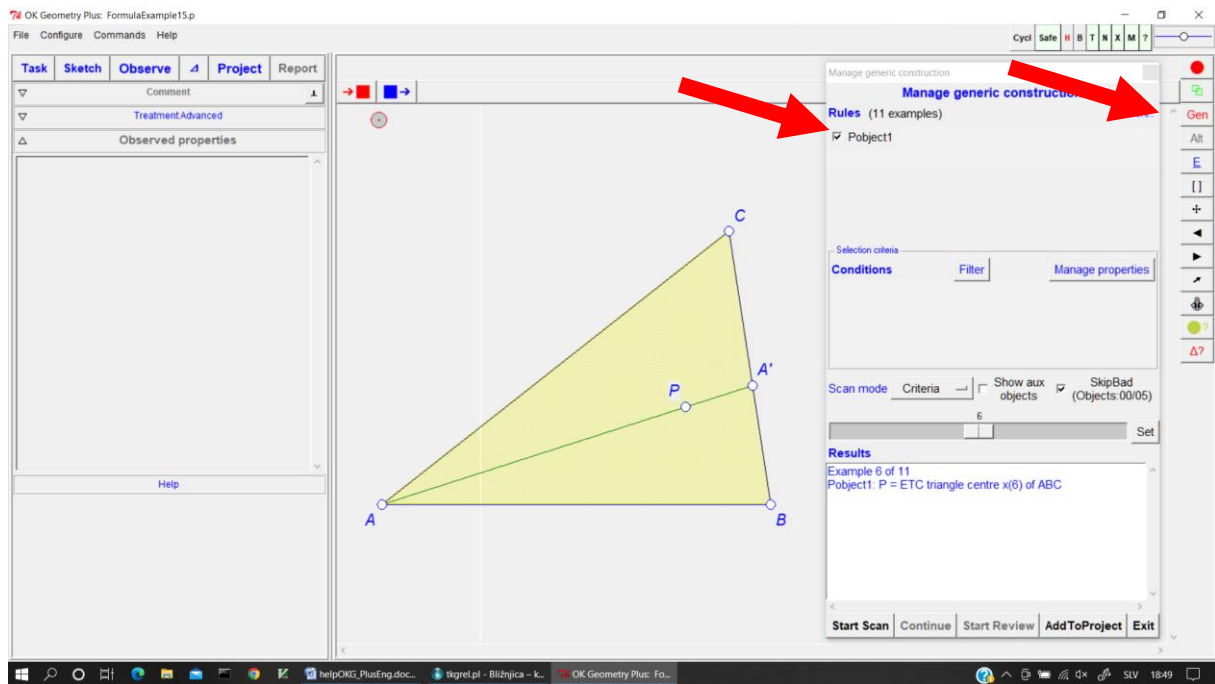 OK Geometry Plus: FormulaExample15.p
File Configure Commands Help
Cycl Safe H B T N X M ?
Task Sketch Observe ⊿ Project Report
Comment
Treatment:Advanced
Observed properties
Help
C
A'
P
A
B
Manage generic construction
Manage generic construction
Rules (11 examples)
Pobject1
Selection criteria
Conditions Filter Manage properties
Scan mode Criteria Show aux objects SkipBad (Objects:00/05)
6
Set
Results
Example 6 of 11
Pobject1: P = ETC triangle centre x(6) of ABC
Start Scan Continue Start Review AddToProject Exit
Gen
Alt
E
[ ]
Δ?
helpOKG_PlusEng.doc... tkgrel.pl - Bližnjica – k... OK Geometry Plus: Fo...
SLV 18:49